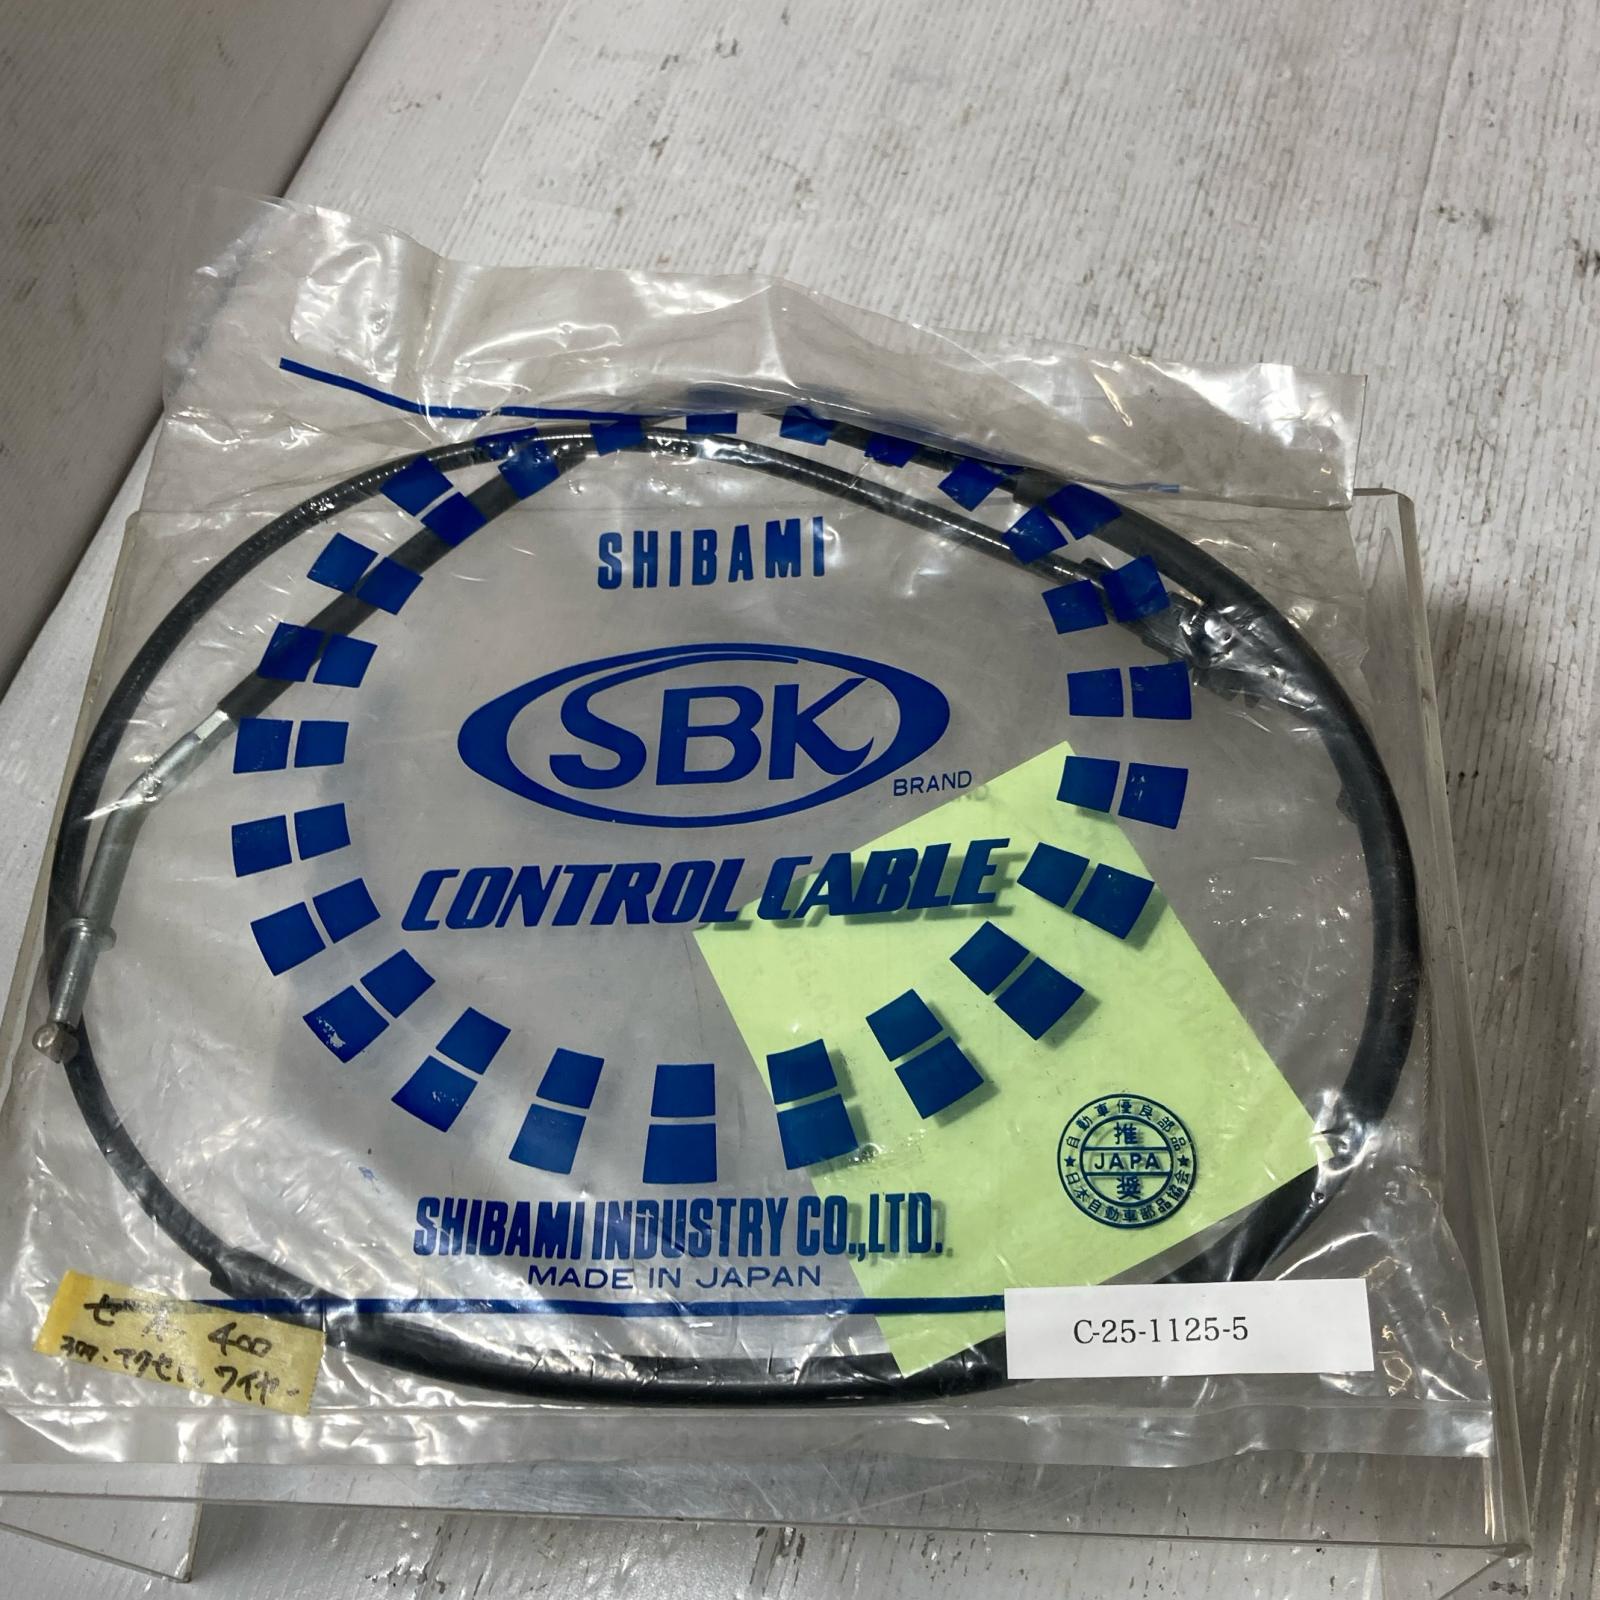 SHIBAMI
SBK
BRAND
CONTROL CABLE
自動車優良部品
推
JAPA
奨
★日本自動車部品協会★
SHIBAMI INDUSTRY CO.,LTD.
MADE IN JAPAN
C-25-1125-5
400
アクセル ワイヤー